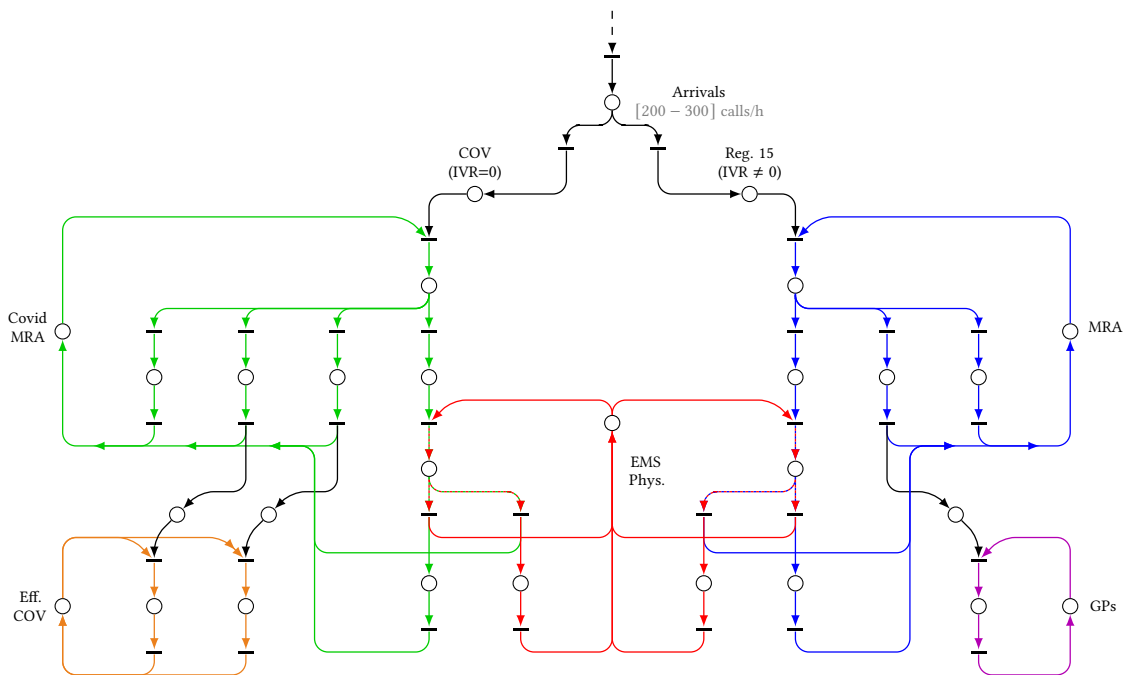 Arrivals
[200 − 300] calls/h
COV
(IVR=0)
Reg. 15
(IVR ≠ 0)
Covid
MRA
MRA
EMS
Phys.
Eff.
COV
GPs